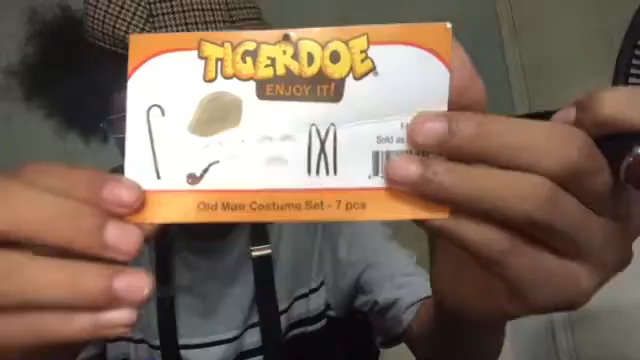 TIGERDOE
ENJOY IT!
Sold as
Old Man Costume Set - 7 pcs